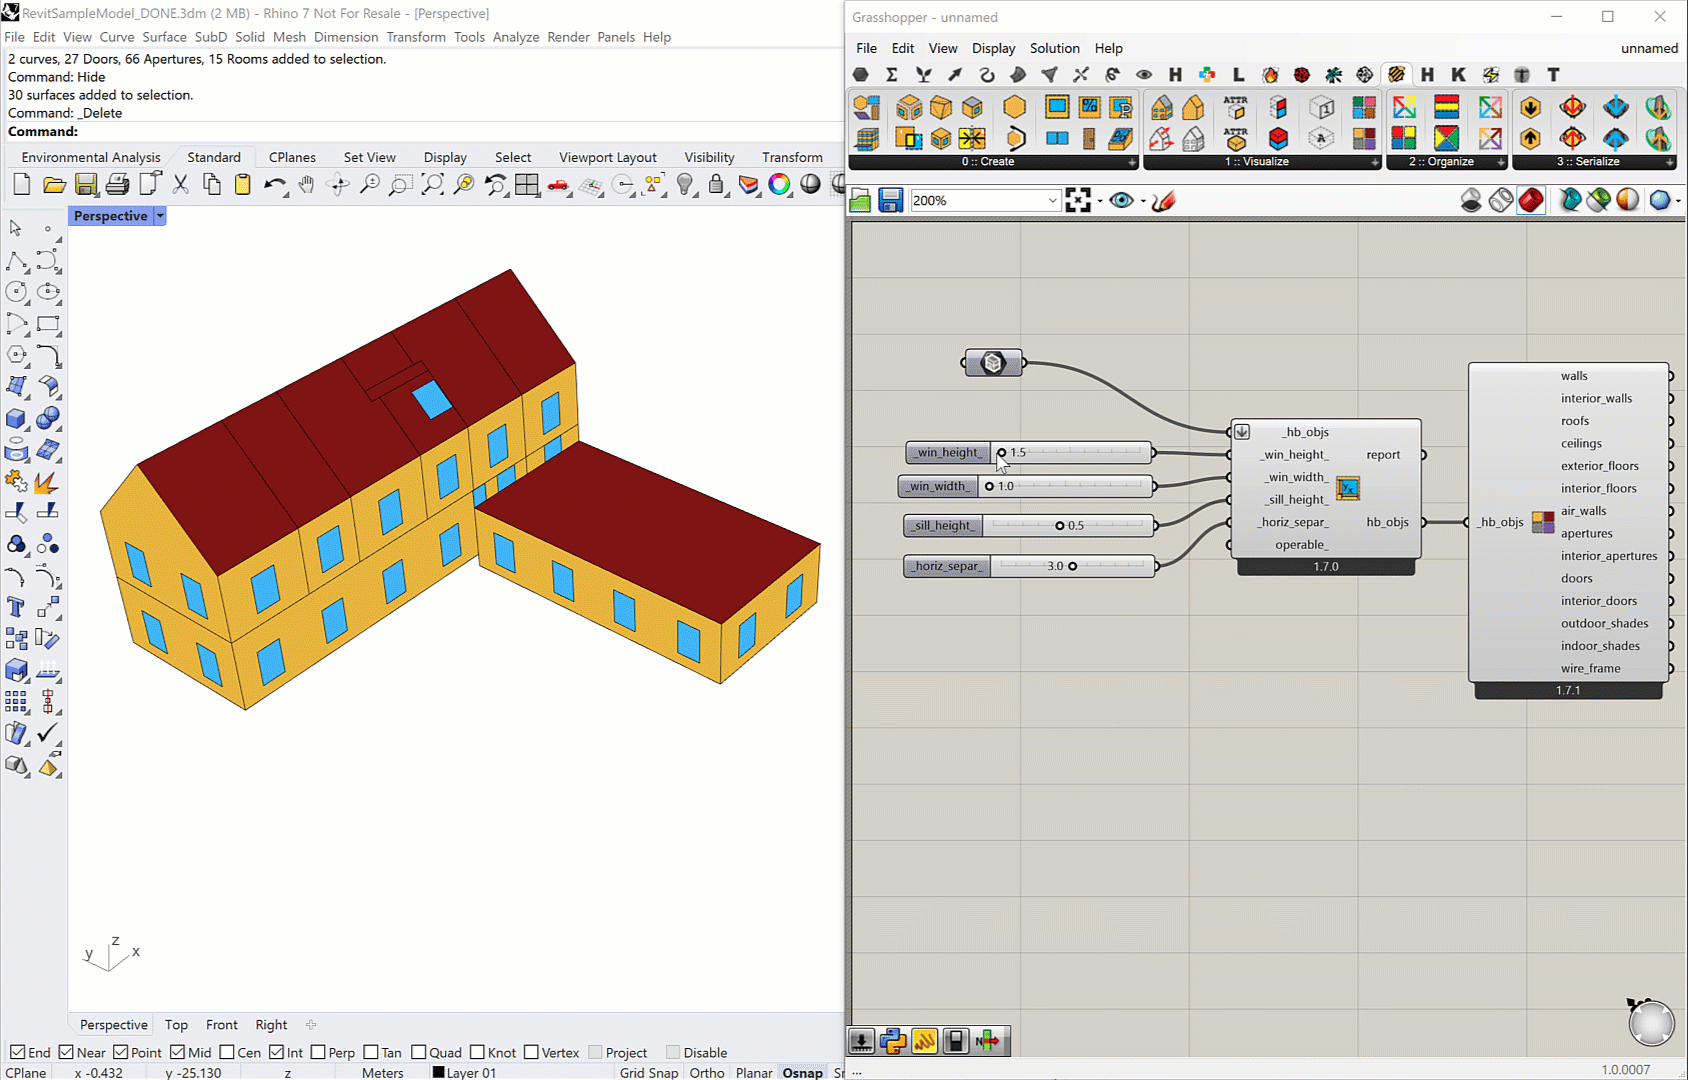 RevitSampleModel_DONE.3dm (2 MB) - Rhino 7 Not For Resale - [Perspective]
File Edit View Curve Surface SubD Solid Mesh Dimension Transform Tools Analyze Render Panels Help
2 curves, 27 Doors, 66 Apertures, 15 Rooms added to selection.
Command: Hide
30 surfaces added to selection.
Command: _Delete
Command:
Environmental Analysis Standard CPlanes Set View Display Select Viewport Layout Visibility Transform
Perspective
z
y x
Perspective Top Front Right
End Near Point Mid Cen Int Perp Tan Quad Knot Vertex Project Disable
CPlane x -0.432 y -25.130 z Meters Layer 01 Grid Snap Ortho Planar Osnap
Grasshopper - unnamed
File Edit View Display Solution Help unnamed
H L H K T
ATTR
ATTR
0 :: Create 1 :: Visualize 2 :: Organize 3 :: Serialize
200%
_win_height_ 1.5
_win_width_ 1.0
_sill_height_ 0.5
_horiz_separ_ 3.0
_hb_objs
_win_height_ report
_win_width_
_sill_height_
_horiz_separ_ hb_objs
operable_
1.7.0
_hb_objs
walls
interior_walls
roofs
ceilings
exterior_floors
interior_floors
air_walls
apertures
interior_apertures
doors
interior_doors
outdoor_shades
indoor_shades
wire_frame
1.7.1
N
...
1.0.0007